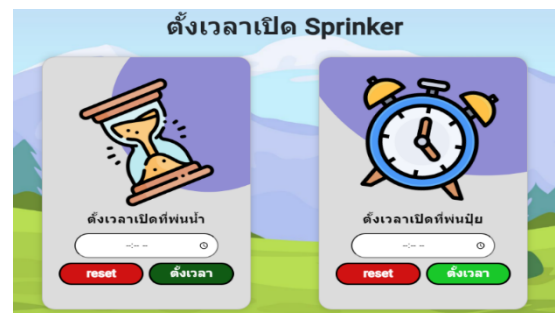 ตั้งเวลาเปิด Sprinker
ตั้งเวลาเปิดที่พ่นน้ำ
--:-- --
reset ตั้งเวลา
ตั้งเวลาเปิดที่พ่นปุ๋ย
--:-- --
reset ตั้งเวลา